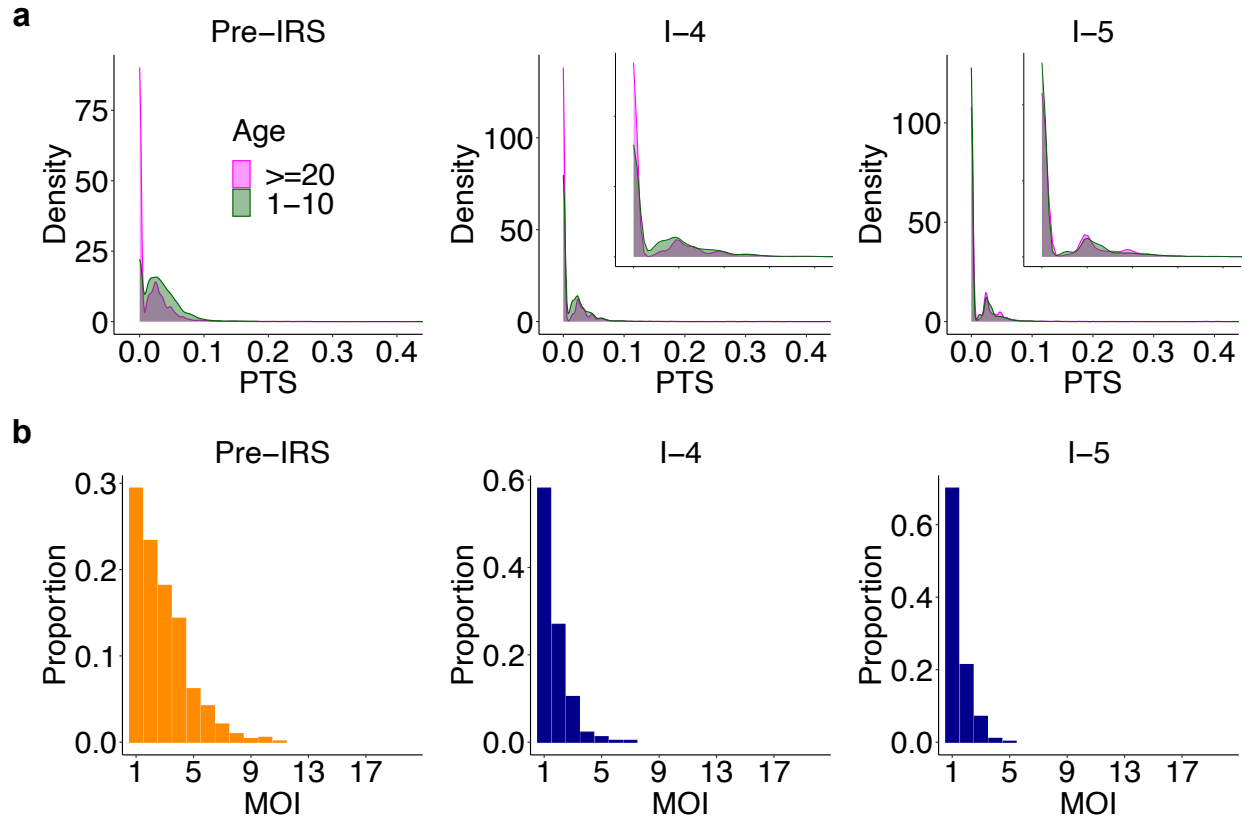 a
Pre−IRS
I−4
I−5
Density
75
50
25
0
Age
>=20
1−10
0.0 0.1 0.2 0.3 0.4
PTS
Density
100
50
0
0.0 0.1 0.2 0.3 0.4
PTS
Density
100
50
0
0.0 0.1 0.2 0.3 0.4
PTS
b
Pre−IRS
I−4
I−5
Proportion
0.3
0.2
0.1
0.0
1 5 9 13 17
MOI
Proportion
0.6
0.4
0.2
0.0
1 5 9 13 17
MOI
Proportion
0.6
0.4
0.2
0.0
1 5 9 13 17
MOI